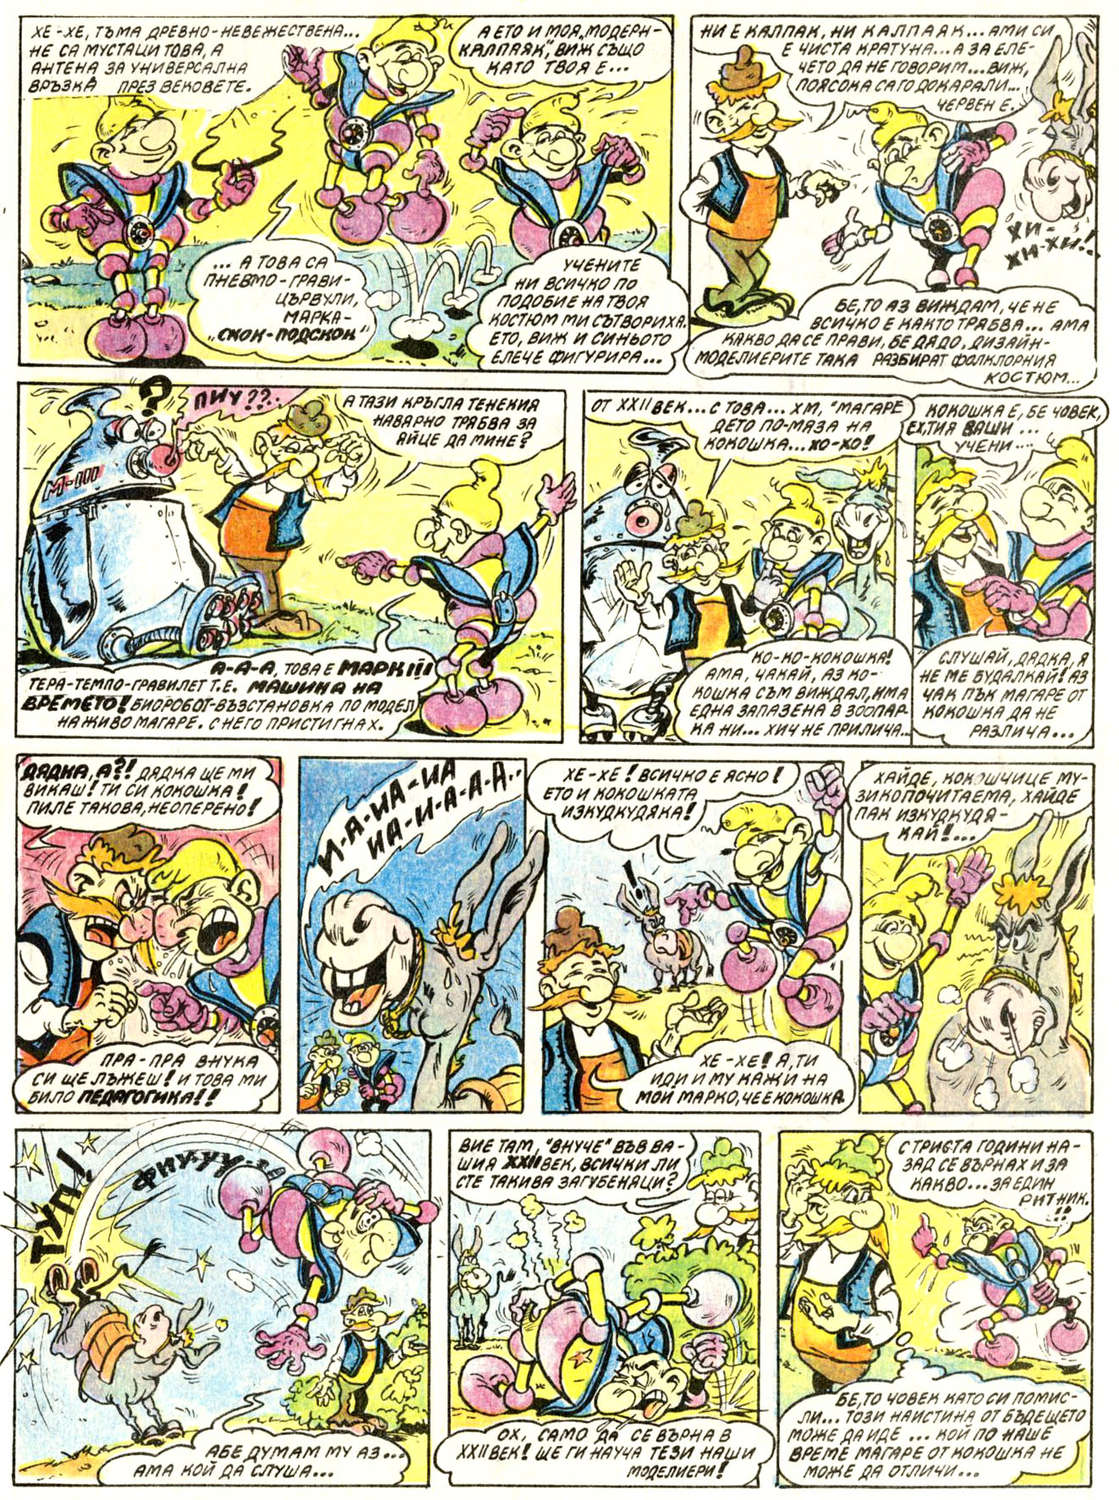 ХЕ-ХЕ, ТЪМА ДРЕВНО-НЕВЕЖЕСТВЕНА...
НЕ СА МУСТАЦИ ТОВА, А
АНТЕНА ЗА УНИВЕРСАЛНА
ВРЪЗКА ПРЕЗ ВЕКОВЕТЕ.
... А ТОВА СА
ПНЕВМО-ГРАВИ-
ЦЪРВУЛИ,
МАРКА-
„СКОК-ПОДСКОК"
А ЕТО И МОЯ „МОДЕРН-
КАЛПАЯК", ВИЖ СЪЩО
КАТО ТВОЯ Е...
УЧЕНИТЕ
НИ ВСИЧКО ПО
ПОДОБИЕ НА ТВОЯ
КОСТЮМ МИ СЪТВОРИХА.
ЕТО, ВИЖ И СИНЬОТО
ЕЛЕЧЕ ФИГУРИРА...
НИ Е КАЛПАК, НИ КАЛПАЯК... АМИ СИ
Е ЧИСТА КРАТУНА... А ЗА ЕЛЕ-
ЧЕТО ДА НЕ ГОВОРИМ... ВИЖ,
ПОЯСОКА СА ГО ДОКАРАЛИ...
ЧЕРВЕН Е.
ХИ-
ХИ-ХИ!..
БЕ, ТО АЗ ВИЖДАМ, ЧЕ НЕ
ВСИЧКО Е КАКТО ТРЯБВА... АМА
КАКВО ДА СЕ ПРАВИ, БЕ ДЯДО, ДИЗАЙН-
МОДЕЛИЕРИТЕ ТАКА РАЗБИРАТ ФОЛКЛОРНИЯ
КОСТЮМ...
?
ПИУ??..
М-100
А ТАЗИ КРЪГЛА ТЕНЕКИЯ
НАВАРНО ТРЯБВА ЗА
ЯЙЦЕ ДА МИНЕ?
А-А-А, ТОВА Е МАРК III
ТЕРА-ТЕМПО-ГРАВИЛЕТ Т.Е. МАШИНА НА
ВРЕМЕТО! БИОРОБОТ-ВЪЗСТАНОВКА ПО МОДЕЛ
НА ЖИВО МАГАРЕ. С НЕГО ПРИСТИГНАХ.
ОТ XXII ВЕК... С ТОВА... ХМ, "МАГАРЕ
ДЕТО ПО-МЯЗА НА
КОКОШКА... ХО-ХО!
КО-КО-КОКОШКА!
АМА, ЧАКАЙ, АЗ КО-
КОШКА СЪМ ВИЖДАЛ, ИМА
ЕДНА ЗАПАЗЕНА В ЗООПАР-
КА НИ... ХИЧ НЕ ПРИЛИЧА...
КОКОШКА Е, БЕ ЧОВЕК,
ЕХ, ТИЯ ВАШИ ...
УЧЕНИ...
СЛУШАЙ, ДЯДКА, Я
НЕ МЕ БУДАЛКАЙ! АЗ
ЧАК ПЪК МАГАРЕ ОТ
КОКОШКА ДА НЕ
РАЗЛИЧА...
ДЯДКА, А?! ДЯДКА ЩЕ МИ
ВИКАШ! ТИ СИ КОКОШКА!
ПИЛЕ ТАКОВА, НЕОПЕРЕНО!
ПРА-ПРА ВНУКА
СИ ЩЕ ЛЪЖЕШ! И ТОВА МИ
БИЛО ПЕДАГОГИКА!!
И-А-ИА-ИА
ИА-И-А-А-А..
ХЕ-ХЕ! ВСИЧКО Е ЯСНО!
ЕТО И КОКОШКАТА
ИЗКУДКУДЯКА!
ХЕ-ХЕ! А, ТИ
ИДИ И МУ КАЖИ НА
МОЙ МАРКО, ЧЕ Е КОКОШКА
ХАЙДЕ, КОКОШЧИЦЕ МУ-
ЗИКОПОЧИТАЕМА, ХАЙДЕ
ПАК ИЗКУДКУДЯ-
КАЙ!...
ТУП!
ФИУУУУ-
АБЕ ДУМАМ МУ АЗ...
АМА КОЙ ДА СЛУША...
ВИЕ ТАМ, "ВНУЧЕ" ВЪВ ВА-
ШИЯ XXII ВЕК, ВСИЧКИ ЛИ
СТЕ ТАКИВА ЗАГУБЕНЯЦИ?
ОХ, САМО ДА СЕ ВЪРНА В
XXII ВЕК! ЩЕ ГИ НАУЧА ТЕЗИ НАШИ
МОДЕЛИЕРИ!
С ТРИСТА ГОДИНИ НА-
ЗАД СЕ ВЪРНАХ И ЗА
КАКВО... ЗА ЕДИН
РИТНИК.
!!
БЕ, ТО ЧОВЕК КАТО СИ ПОМИС-
ЛИ... ТОЗИ НАИСТИНА ОТ БЪДЕЩЕТО
МОЖЕ ДА ИДЕ ... КОЙ ПО НАШЕ
ВРЕМЕ МАГАРЕ ОТ КОКОШКА НЕ
МОЖЕ ДА ОТЛИЧИ...